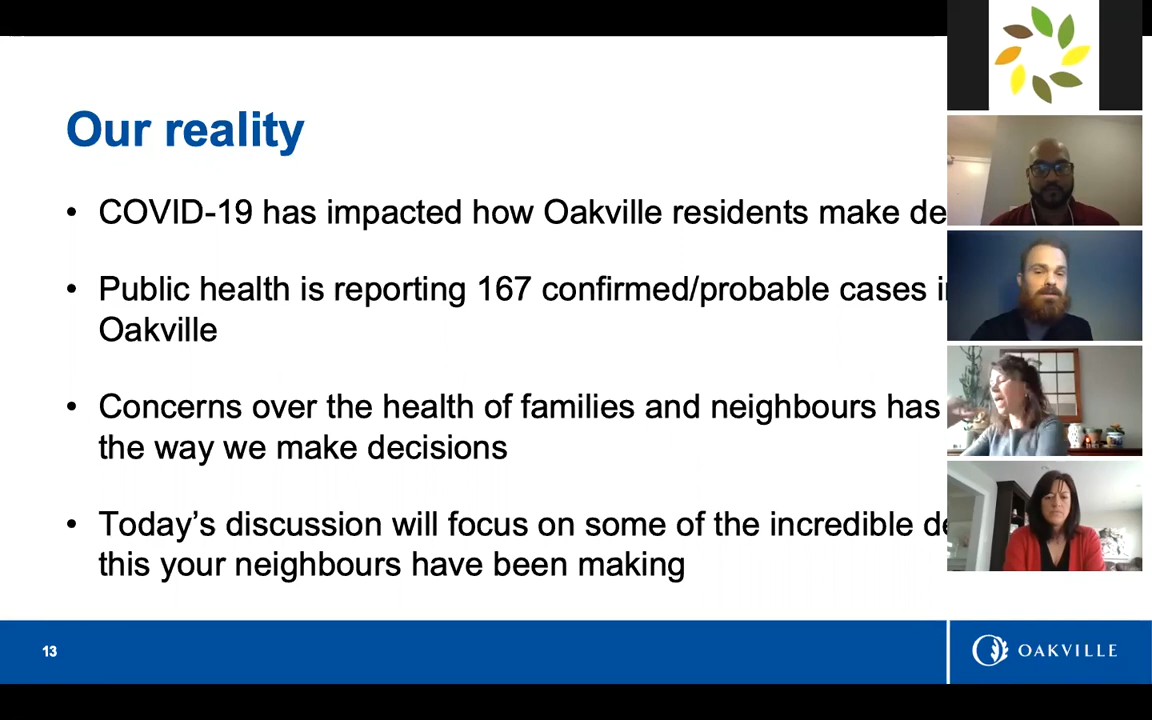 Our reality
• COVID-19 has impacted how Oakville residents make
• Public health is reporting 167 confirmed/probable cases
Oakville
• Concerns over the health of families and neighbours has
the way we make decisions
• Today’s discussion will focus on some of the incredible
this your neighbours have been making
13
OAKVILLE